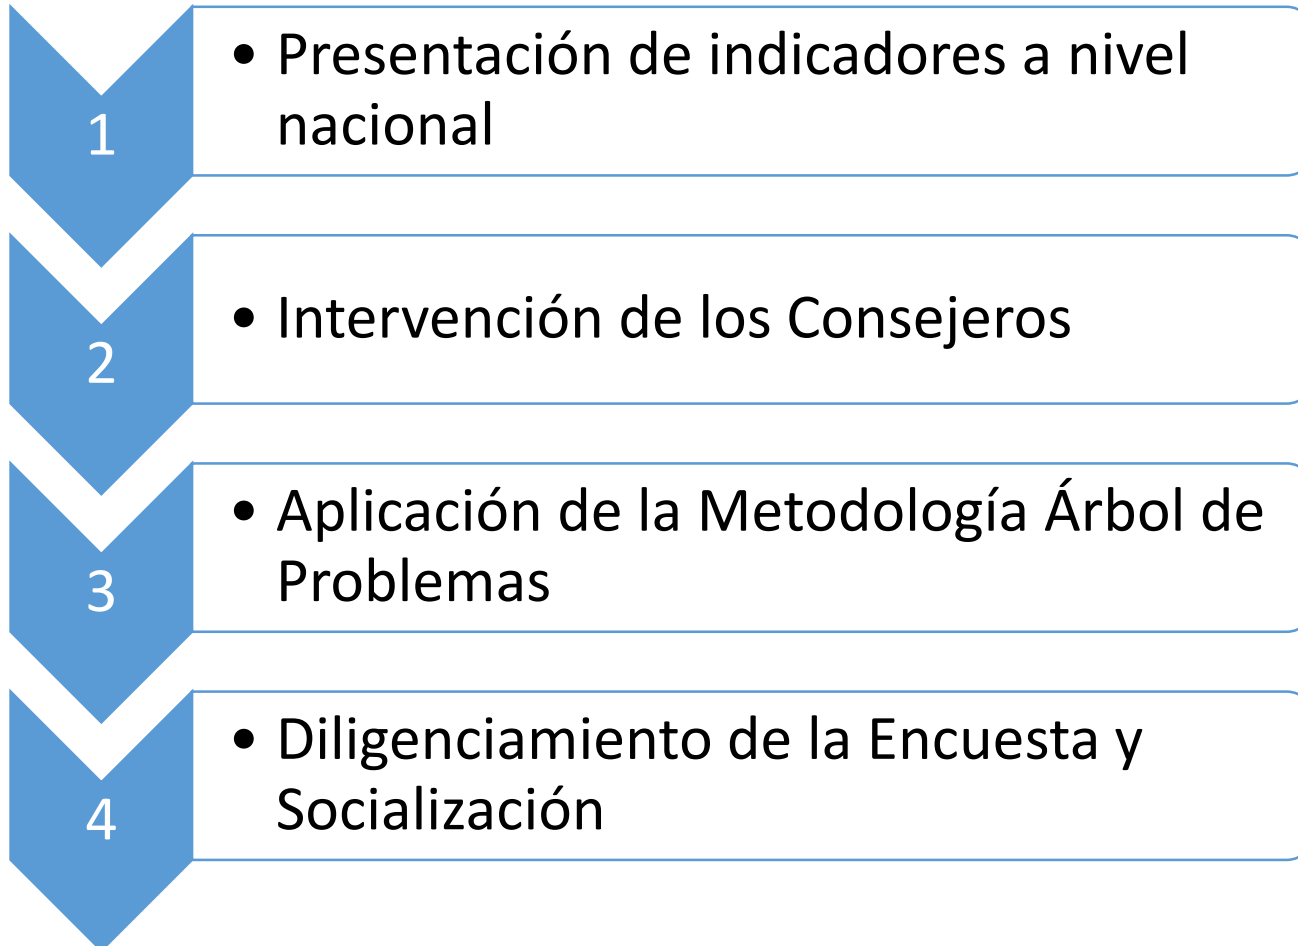 1
• Presentación de indicadores a nivel
nacional
2
• Intervención de los Consejeros
3
• Aplicación de la Metodología Árbol de
Problemas
4
• Diligenciamiento de la Encuesta y
Socialización